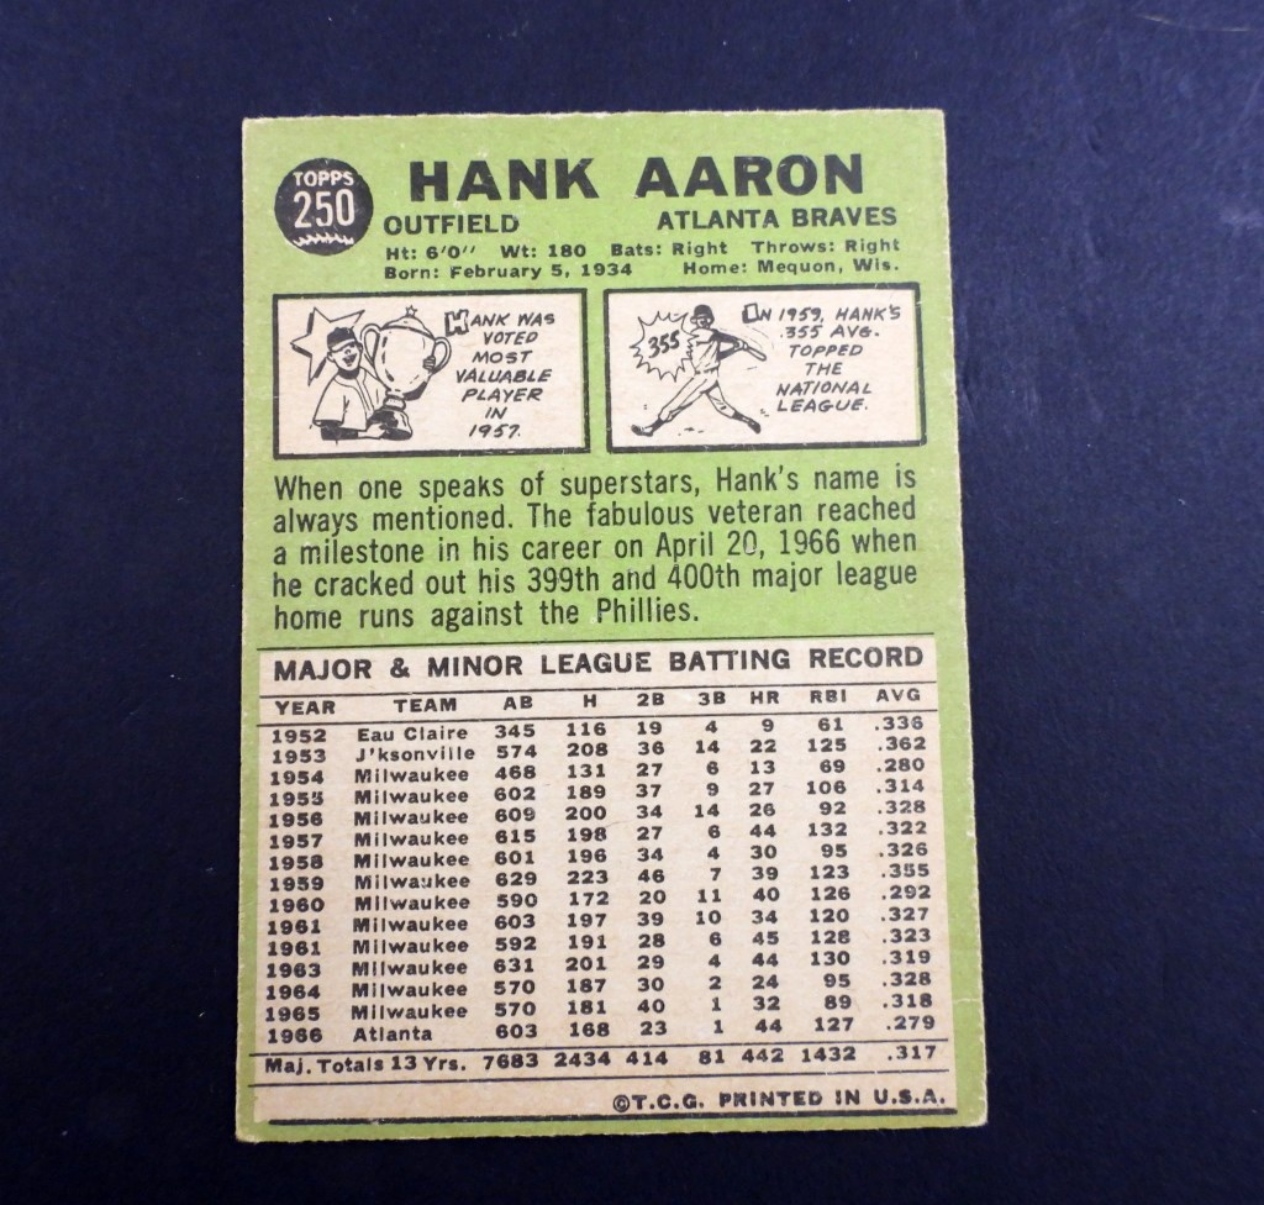 TOPPS
250
HANK AARON
OUTFIELD ATLANTA BRAVES
Ht: 6'0'' Wt: 180 Bats: Right Throws: Right
Born: February 5, 1934 Home: Mequon, Wis.
HANK WAS
VOTED
MOST
VALUABLE
PLAYER
IN
1957.
355
IN 1959, HANK'S
.355 AVG.
TOPPED
THE
NATIONAL
LEAGUE.
When one speaks of superstars, Hank's name is
always mentioned. The fabulous veteran reached
a milestone in his career on April 20, 1966 when
he cracked out his 399th and 400th major league
home runs against the Phillies.
MAJOR & MINOR LEAGUE BATTING RECORD
YEAR TEAM AB H 2B 3B HR RBI AVG
1952 Eau Claire 345 116 19 4 9 61 .336
1953 J'ksonville 574 208 36 14 22 125 .362
1954 Milwaukee 468 131 27 6 13 69 .280
1955 Milwaukee 602 189 37 9 27 106 .314
1956 Milwaukee 609 200 34 14 26 92 .328
1957 Milwaukee 615 198 27 6 44 132 .322
1958 Milwaukee 601 196 34 4 30 95 .326
1959 Milwaukee 629 223 46 7 39 123 .355
1960 Milwaukee 590 172 20 11 40 126 .292
1961 Milwaukee 603 197 39 10 34 120 .327
1961 Milwaukee 592 191 28 6 45 128 .323
1963 Milwaukee 631 201 29 4 44 130 .319
1964 Milwaukee 570 187 30 2 24 95 .328
1965 Milwaukee 570 181 40 1 32 89 .318
1966 Atlanta 603 168 23 1 44 127 .279
Maj. Totals 13 Yrs. 7683 2434 414 81 442 1432 .317
©T.C.G. PRINTED IN U.S.A.